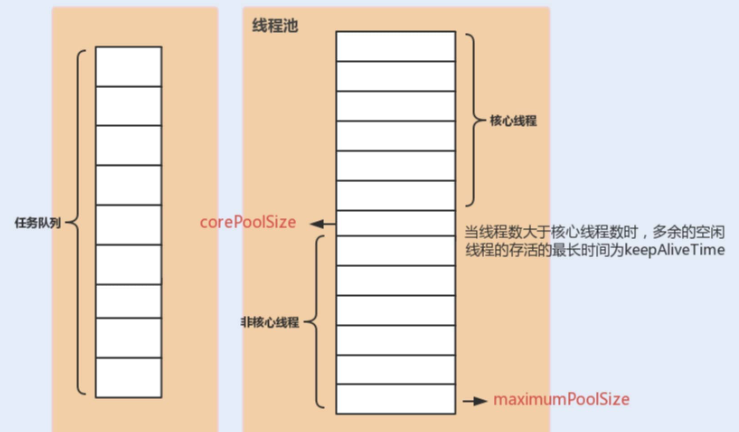 线程池
核心线程
任务队列
corePoolSize
当线程数大于核心线程数时，多余的空闲
线程的存活的最长时间为keepAliveTime
非核心线程
maximumPoolSize